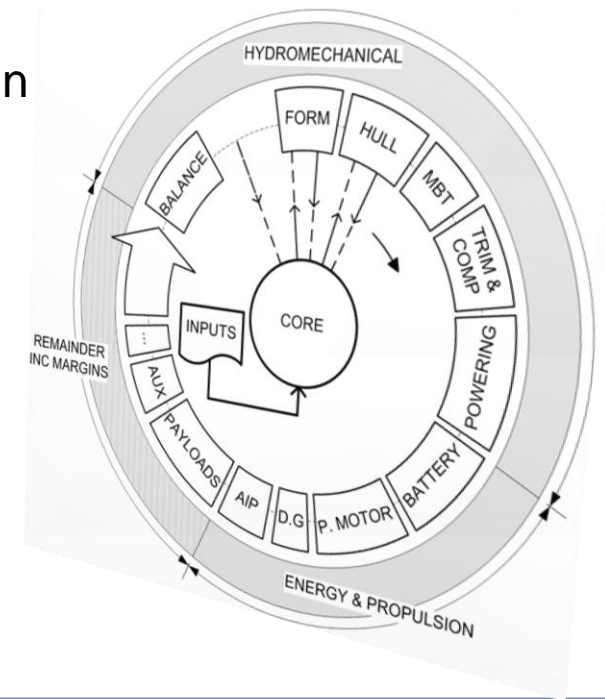 n
HYDROMECHANICAL
FORM
HULL
MBT
TRIM &
COMP
POWERING
BATTERY
P. MOTOR
D.G
AIP
PAYLOADS
AUX
...
BALANCE
INPUTS
CORE
REMAINDER
INC MARGINS
ENERGY & PROPULSION